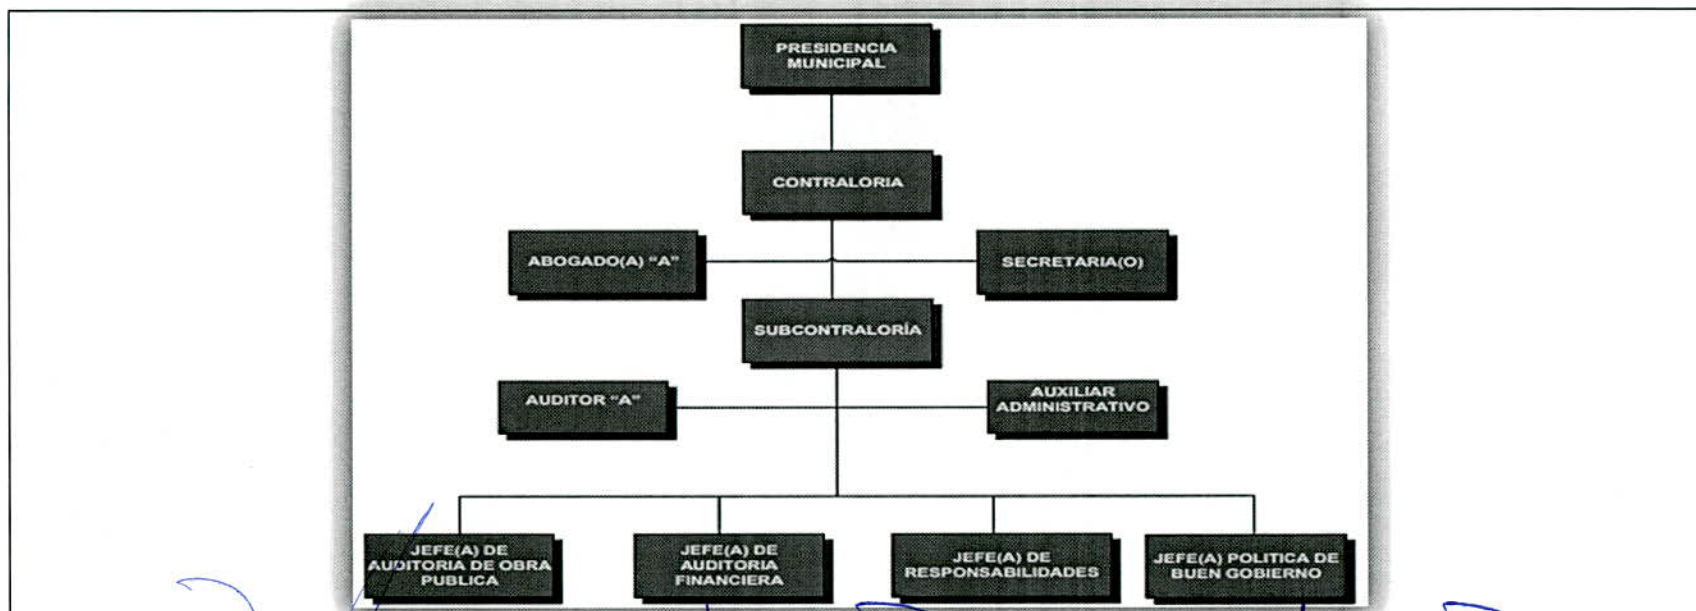 PRESIDENCIA
MUNICIPAL
CONTRALORIA
ABOGADO(A) "A"
SECRETARIA(O)
SUBCONTRALORÍA
AUDITOR "A"
AUXILIAR
ADMINISTRATIVO
JEFE(A) DE
AUDITORIA DE OBRA
PUBLICA
JEFE(A) DE
AUDITORIA
FINANCIERA
JEFE(A) DE
RESPONSABILIDADES
JEFE(A) POLITICA DE
BUEN GOBIERNO